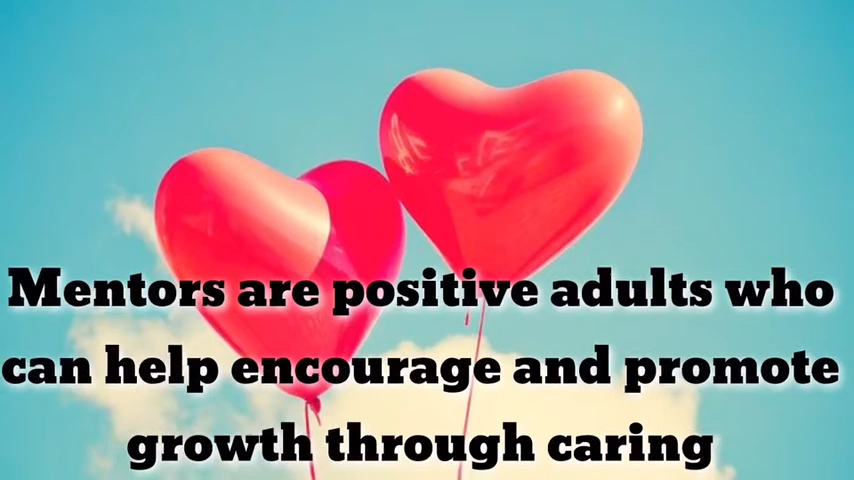 Mentors are positive adults who
can help encourage and promote
growth through caring